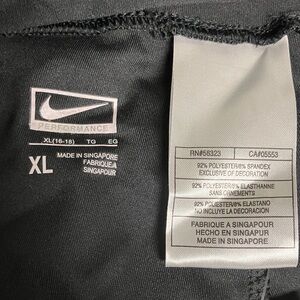 PERFORMANCE
XL(16-18) TG EG
XL
MADE IN SINGAPORE
FABRIQUÉ À
SINGAPOUR
RN#56323 CA#05553
92% POLYESTER/8% SPANDEX
EXCLUSIVE OF DECORATION
92% POLYESTER/8% ELASTHANNE
SANS ORNEMENTS
92% POLIESTER/8% ELASTANO
NO INCLUYE LA DECORACION
FABRIQUE A SINGAPOUR
HECHO EN SINGAPUR
MADE IN SINGAPORE